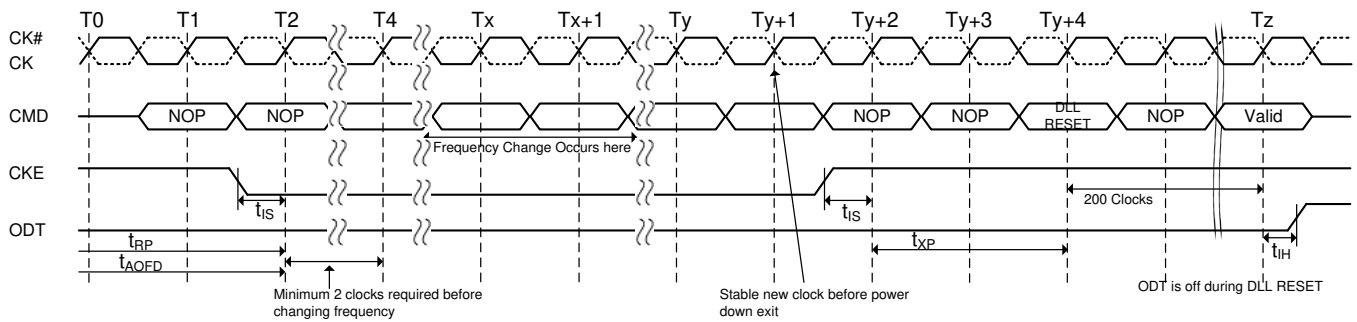 T0 T1 T2 T4 Tx Tx+1 Ty Ty+1 Ty+2 Ty+3 Ty+4 Tz
CK#
CK
CMD NOP NOP NOP NOP DLL RESET NOP Valid
Frequency Change Occurs here
CKE
tIS tIS 200 Clocks
ODT
tRP tXP tIH
tAOFD
Minimum 2 clocks required before
changing frequency
Stable new clock before power
down exit
ODT is off during DLL RESET